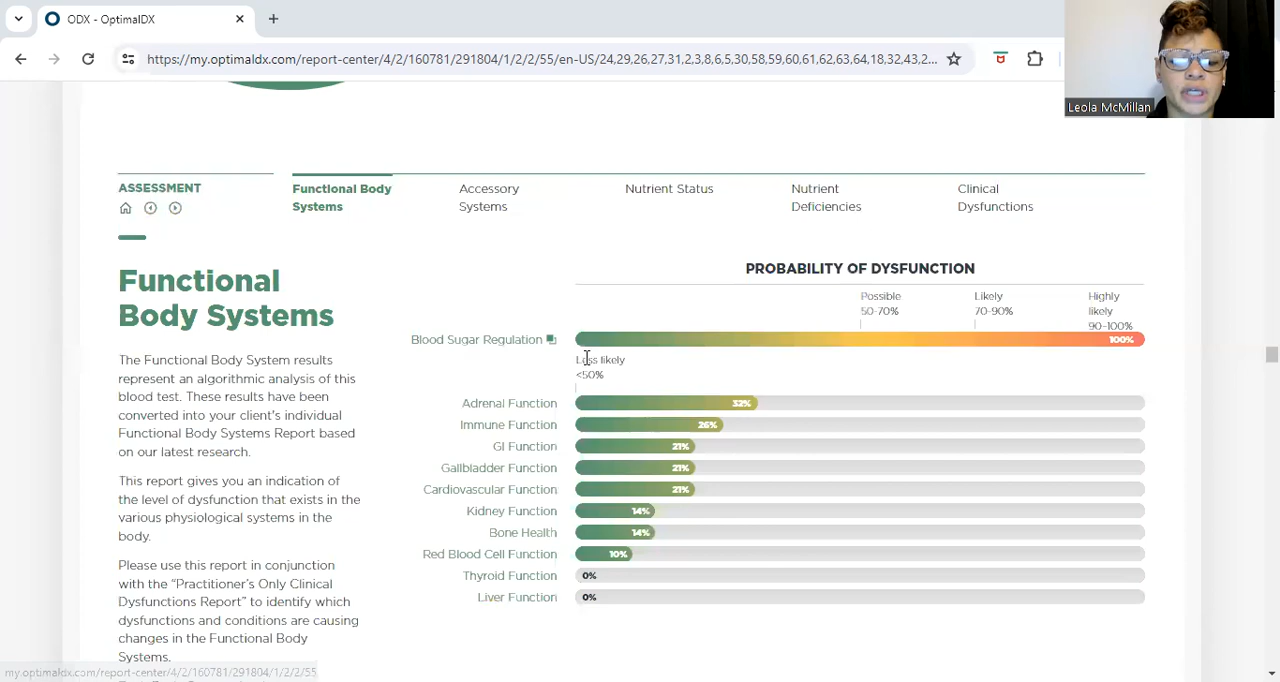 ODX - OptimalDX
https://my.optimaldx.com/report-center/4/2/160781/291804/1/2/2/55/en-US/24,29,26,27,31,2,3,8,6,5,30,58,59,60,61,62,63,64,18,32,43,2...
Leola McMillan
ASSESSMENT
Functional Body Systems
Accessory Systems
Nutrient Status
Nutrient Deficiencies
Clinical Dysfunctions
Functional
Body Systems
The Functional Body System results
represent an algorithmic analysis of this
blood test. These results have been
converted into your client's individual
Functional Body Systems Report based
on our latest research.
This report gives you an indication of
the level of dysfunction that exists in the
various physiological systems in the
body.
Please use this report in conjunction
with the “Practitioner's Only Clinical
Dysfunctions Report” to identify which
dysfunctions and conditions are causing
changes in the Functional Body
Systems.
PROBABILITY OF DYSFUNCTION
Possible
50-70%
Likely
70-90%
Highly
likely
90-100%
Blood Sugar Regulation 100%
Less likely
<50%
Adrenal Function 32%
Immune Function 26%
GI Function 21%
Gallbladder Function 21%
Cardiovascular Function 21%
Kidney Function 14%
Bone Health 14%
Red Blood Cell Function 10%
Thyroid Function 0%
Liver Function 0%
my.optimaldx.com/report-center/4/2/160781/291804/1/2/2/55